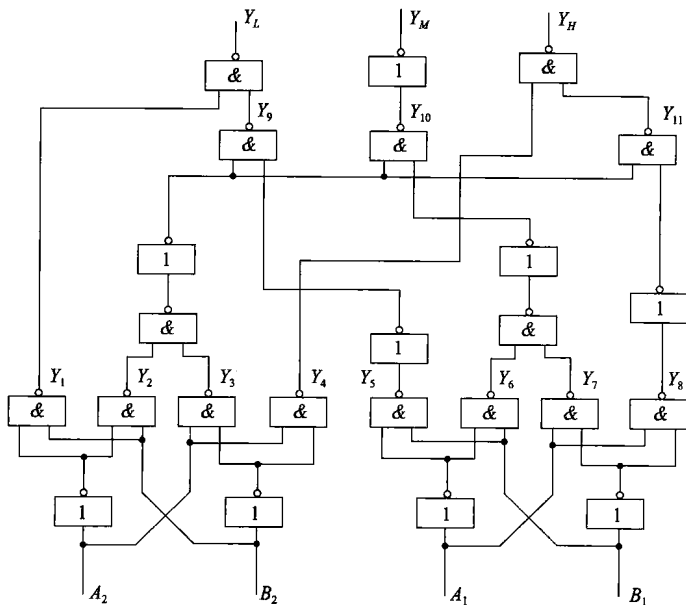 Y_L Y_M Y_H
& 1 &
Y_9 Y_10 Y_11
& & &
1 1
1
& 1 &
Y_1 Y_2 Y_3 Y_4 Y_5 Y_6 Y_7 Y_8
& & & & & & & &
1 1 1 1
A_2 B_2 A_1 B_1